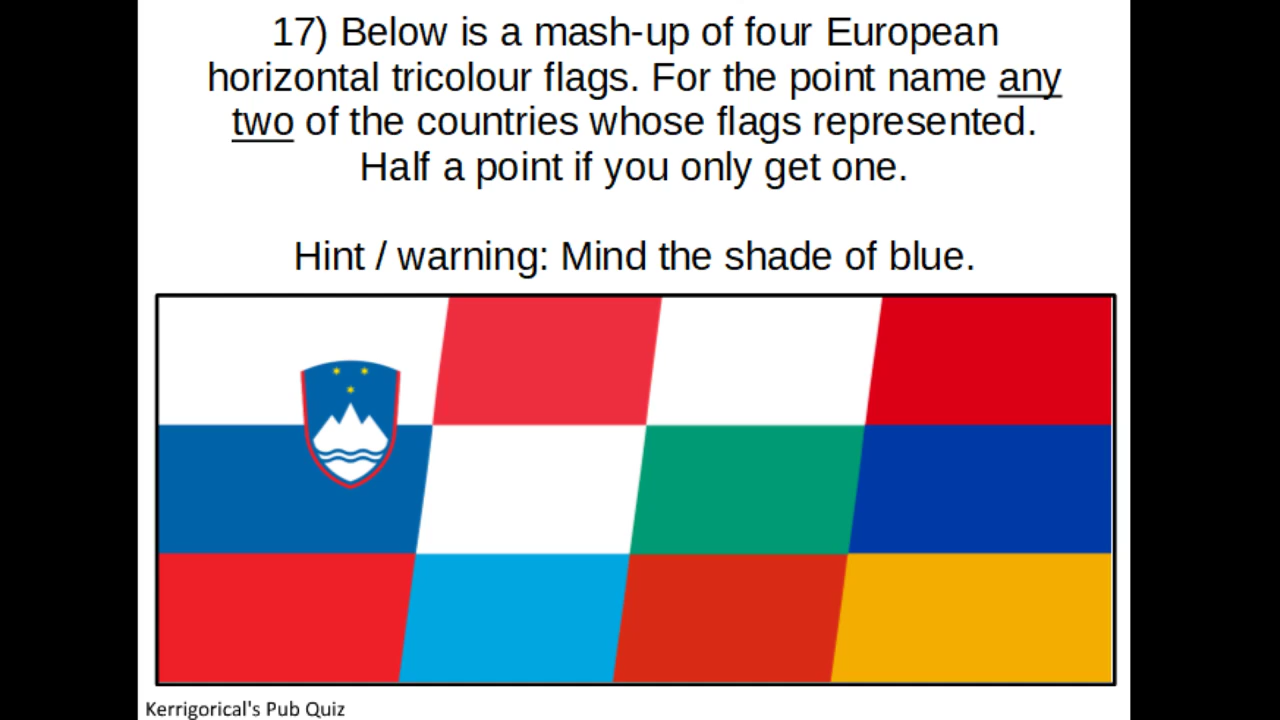 17) Below is a mash-up of four European
horizontal tricolour flags. For the point name any
two of the countries whose flags represented.
Half a point if you only get one.
Hint / warning: Mind the shade of blue.
Kerrigorical's Pub Quiz